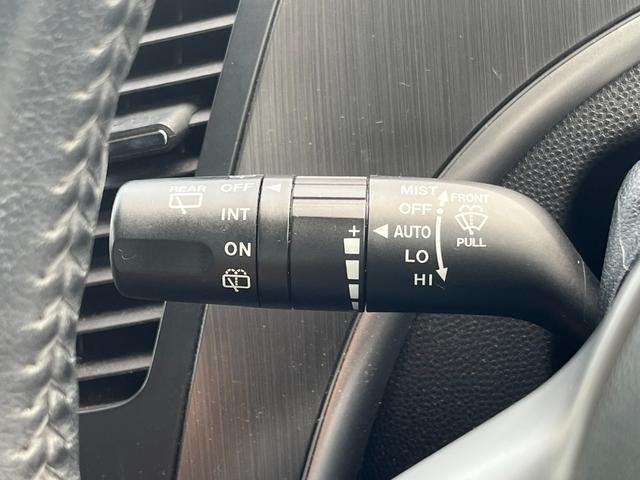 REAR OFF
INT
ON
+
MIST
OFF
AUTO
LO
HI
FRONT
PULL